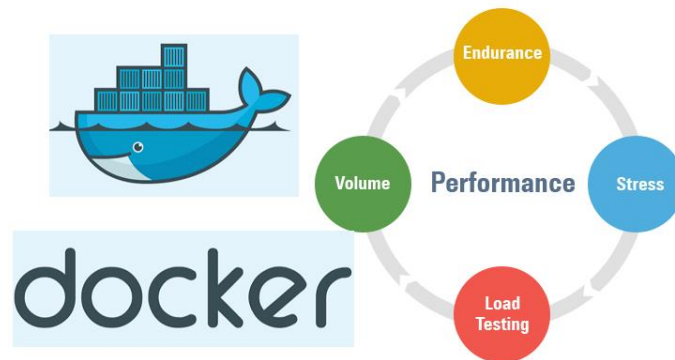 Endurance
Volume
Performance
Stress
docker
Load
Testing